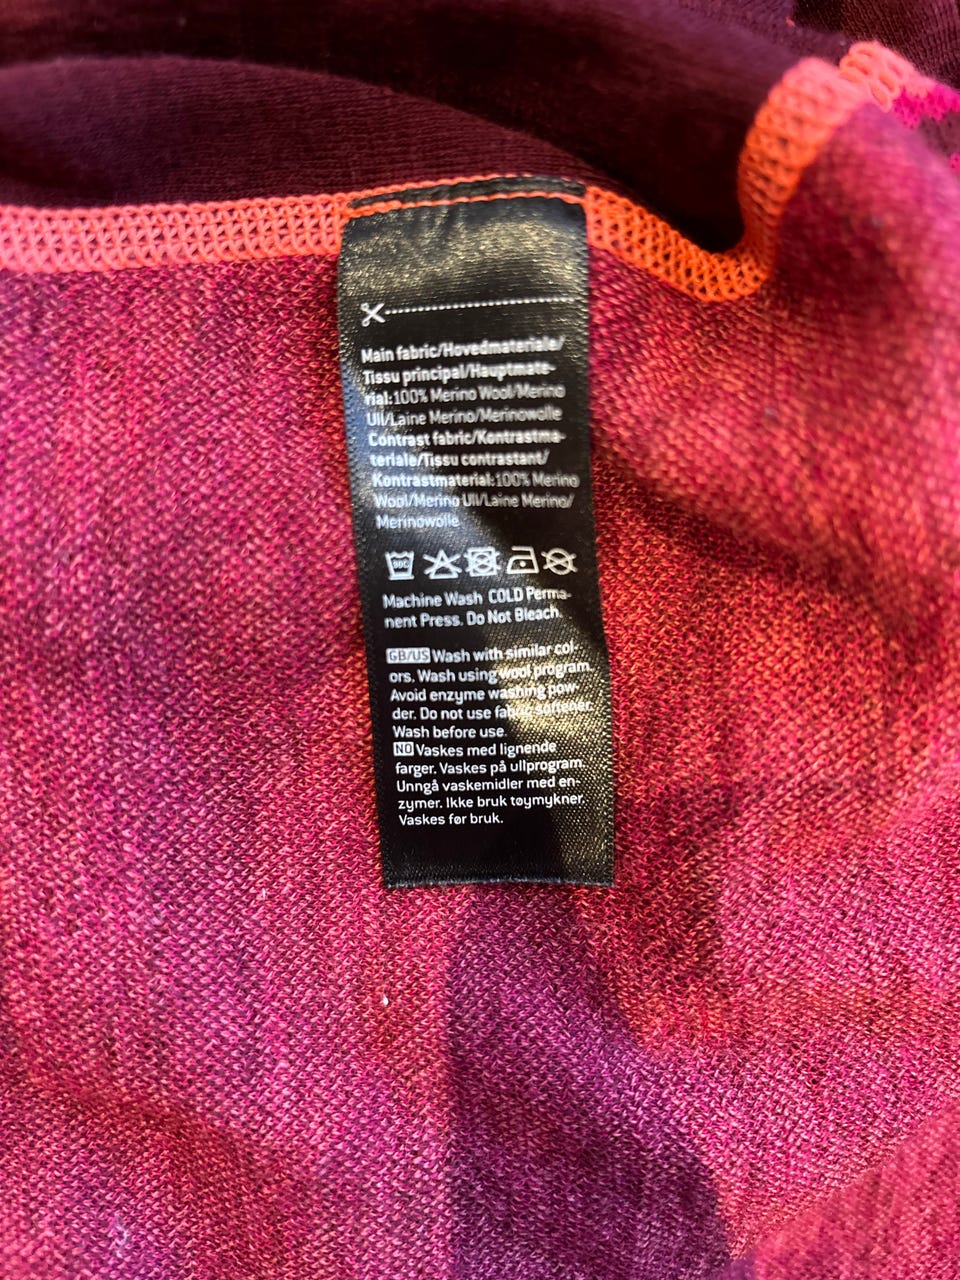 Main fabric/Hovedmateriale/
Tissu principal/Hauptmate-
rial:100% Merino Wool/Merino
Ull/Laine Merino/Merinowolle
Contrast fabric/Kontrastma-
teriale/Tissu contrastant/
Kontrastmaterial:100% Merino
Wool/Merino Ull/Laine Merino/
Merinowolle
30C
Machine Wash COLD Perma-
nent Press. Do Not Bleach.
GB/US Wash with similar col-
ors. Wash using wool program.
Avoid enzyme washing pow-
der. Do not use fabric softener.
Wash before use.
NO Vaskes med lignende
farger. Vaskes på ullprogram.
Unngå vaskemidler med en-
zymer. Ikke bruk tøymykner.
Vaskes før bruk.